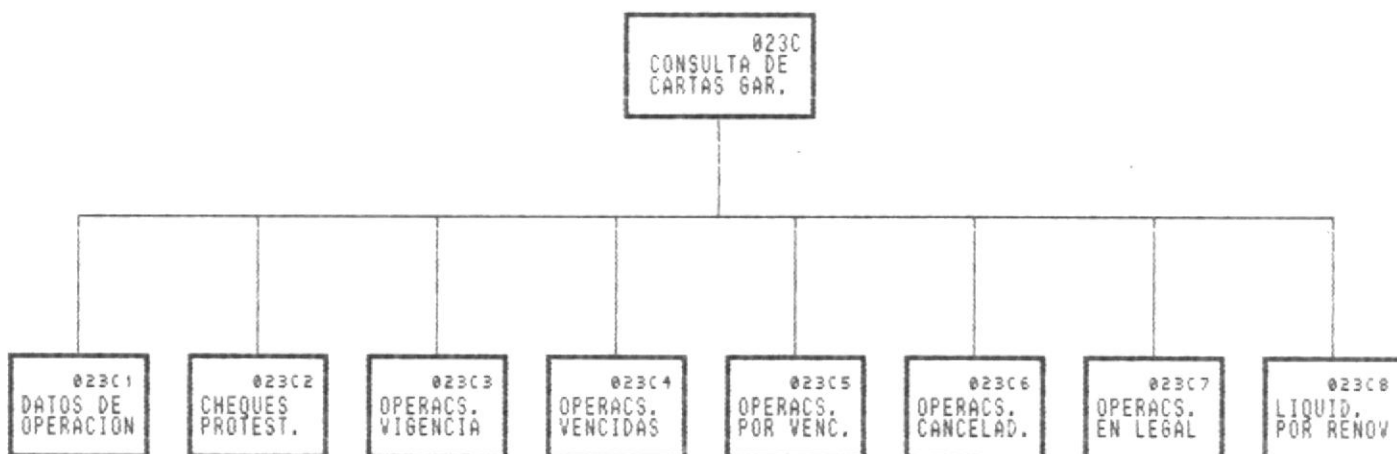 023C
CONSULTA DE
CARTAS GAR.
023C1
DATOS DE
OPERACION
023C2
CHEQUES
PROTEST.
023C3
OPERACS.
VIGENCIA
023C4
OPERACS.
VENCIDAS
023C5
OPERACS.
POR VENC.
023C6
OPERACS.
CANCELAD.
023C7
OPERACS.
EN LEGAL
023C8
LIQUID.
POR RENOV